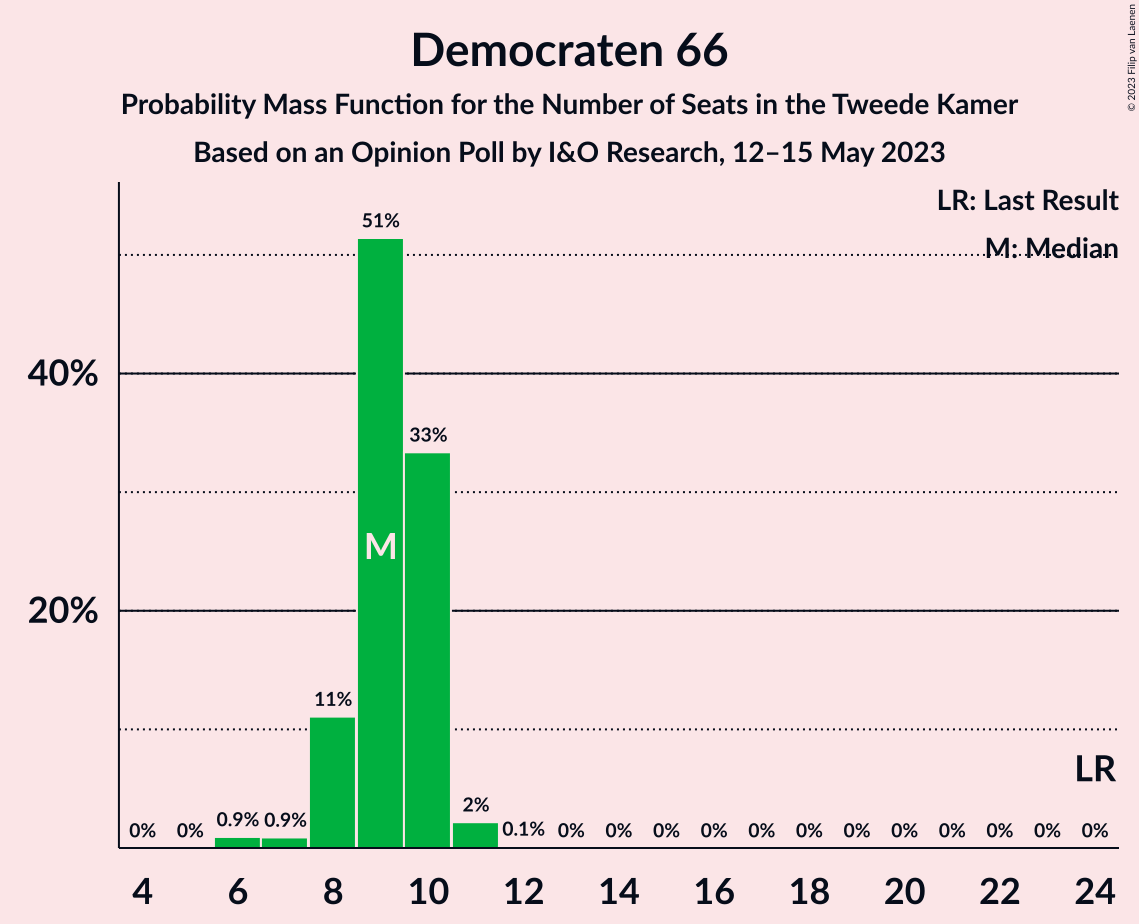 Democraten 66
Probability Mass Function for the Number of Seats in the Tweede Kamer
Based on an Opinion Poll by I&O Research, 12–15 May 2023
© 2023 Filip van Laenen
LR: Last Result
M: Median
51%
40%
33%
M
20%
11%
LR
0% 0% 0.9% 0.9% 2% 0.1% 0% 0% 0% 0% 0% 0% 0% 0% 0% 0% 0% 0%
4 6 8 10 12 14 16 18 20 22 24